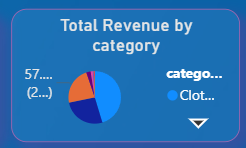 Total Revenue by
category
57....
(2...)
catego...
Clot...